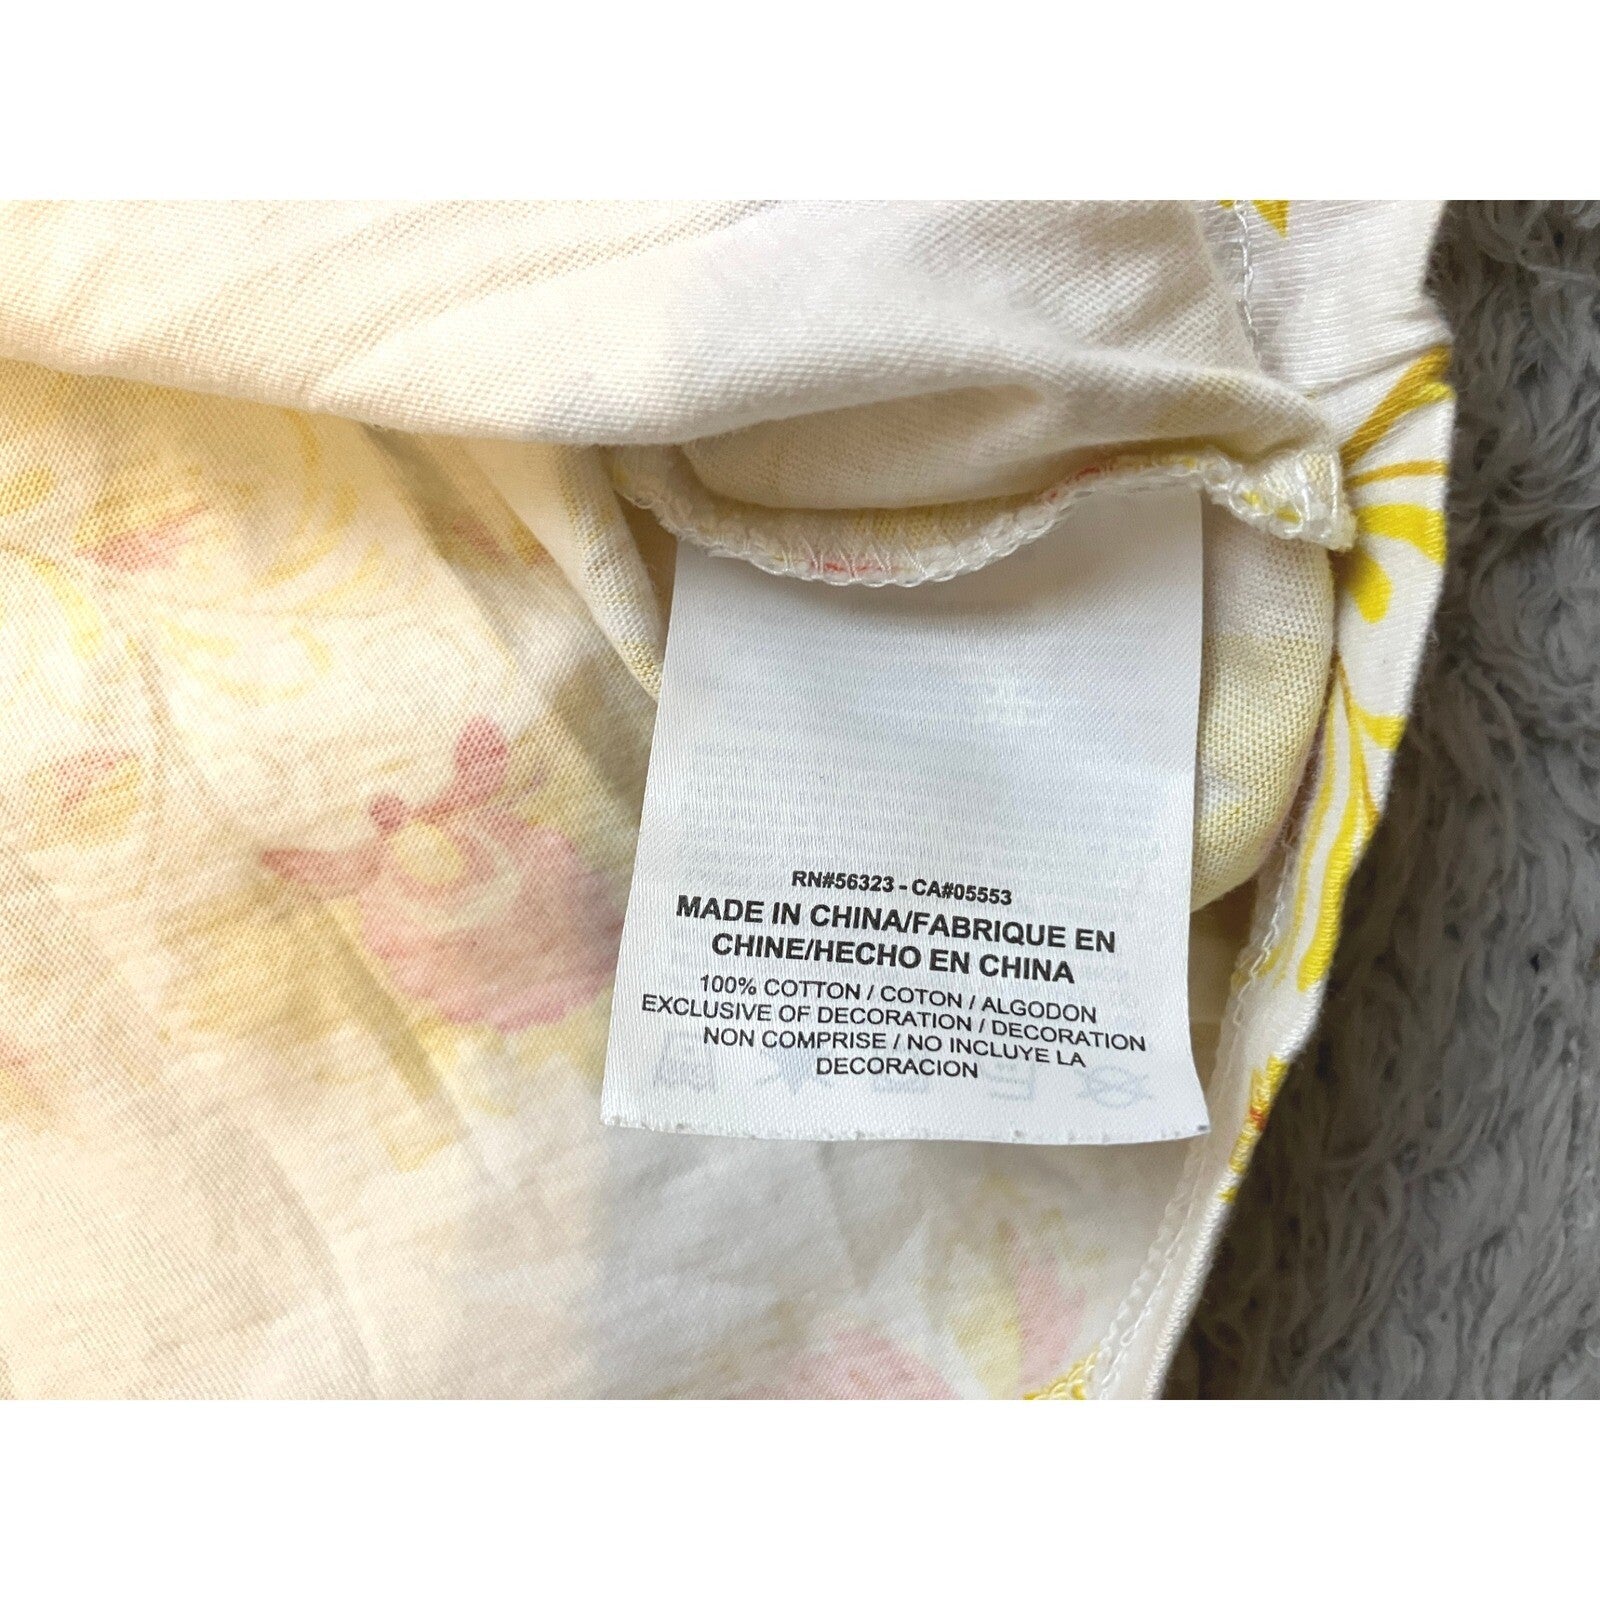 RN#56323 - CA#05553
MADE IN CHINA/FABRIQUE EN
CHINE/HECHO EN CHINA
100% COTTON / COTON / ALGODON
EXCLUSIVE OF DECORATION / DECORATION
NON COMPRISE / NO INCLUYE LA
DECORACION